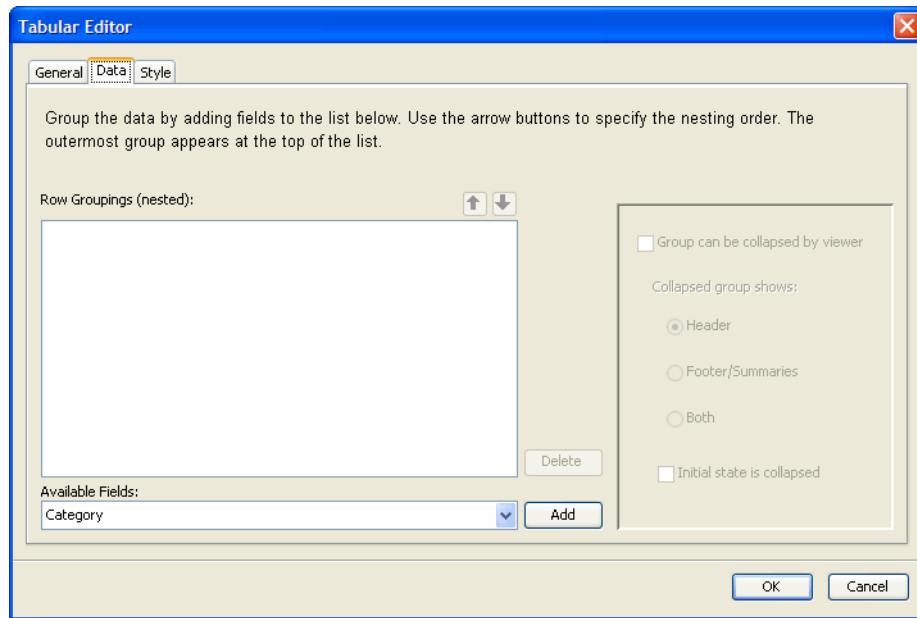 Tabular Editor
General Data Style
Group the data by adding fields to the list below. Use the arrow buttons to specify the nesting order. The
outermost group appears at the top of the list.
Row Groupings (nested):
Group can be collapsed by viewer
Collapsed group shows:
Header
Footer/Summaries
Both
Initial state is collapsed
Delete
Available Fields:
Category
Add
OK Cancel